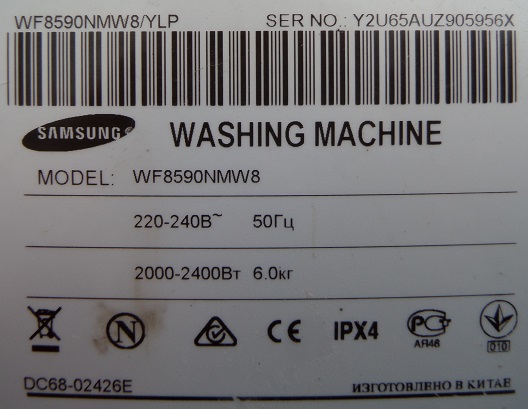 WF8590NMW8/YLP SER NO.: Y2U65AUZ905956X
SAMSUNG WASHING MACHINE
MODEL: WF8590NMW8
220-240В~ 50Гц
2000-2400Вт 6.0кг
N CE IPX4 РСТ
АЯ46 010
DC68-02426E ИЗГОТОВЛЕНО В КИТАЕ